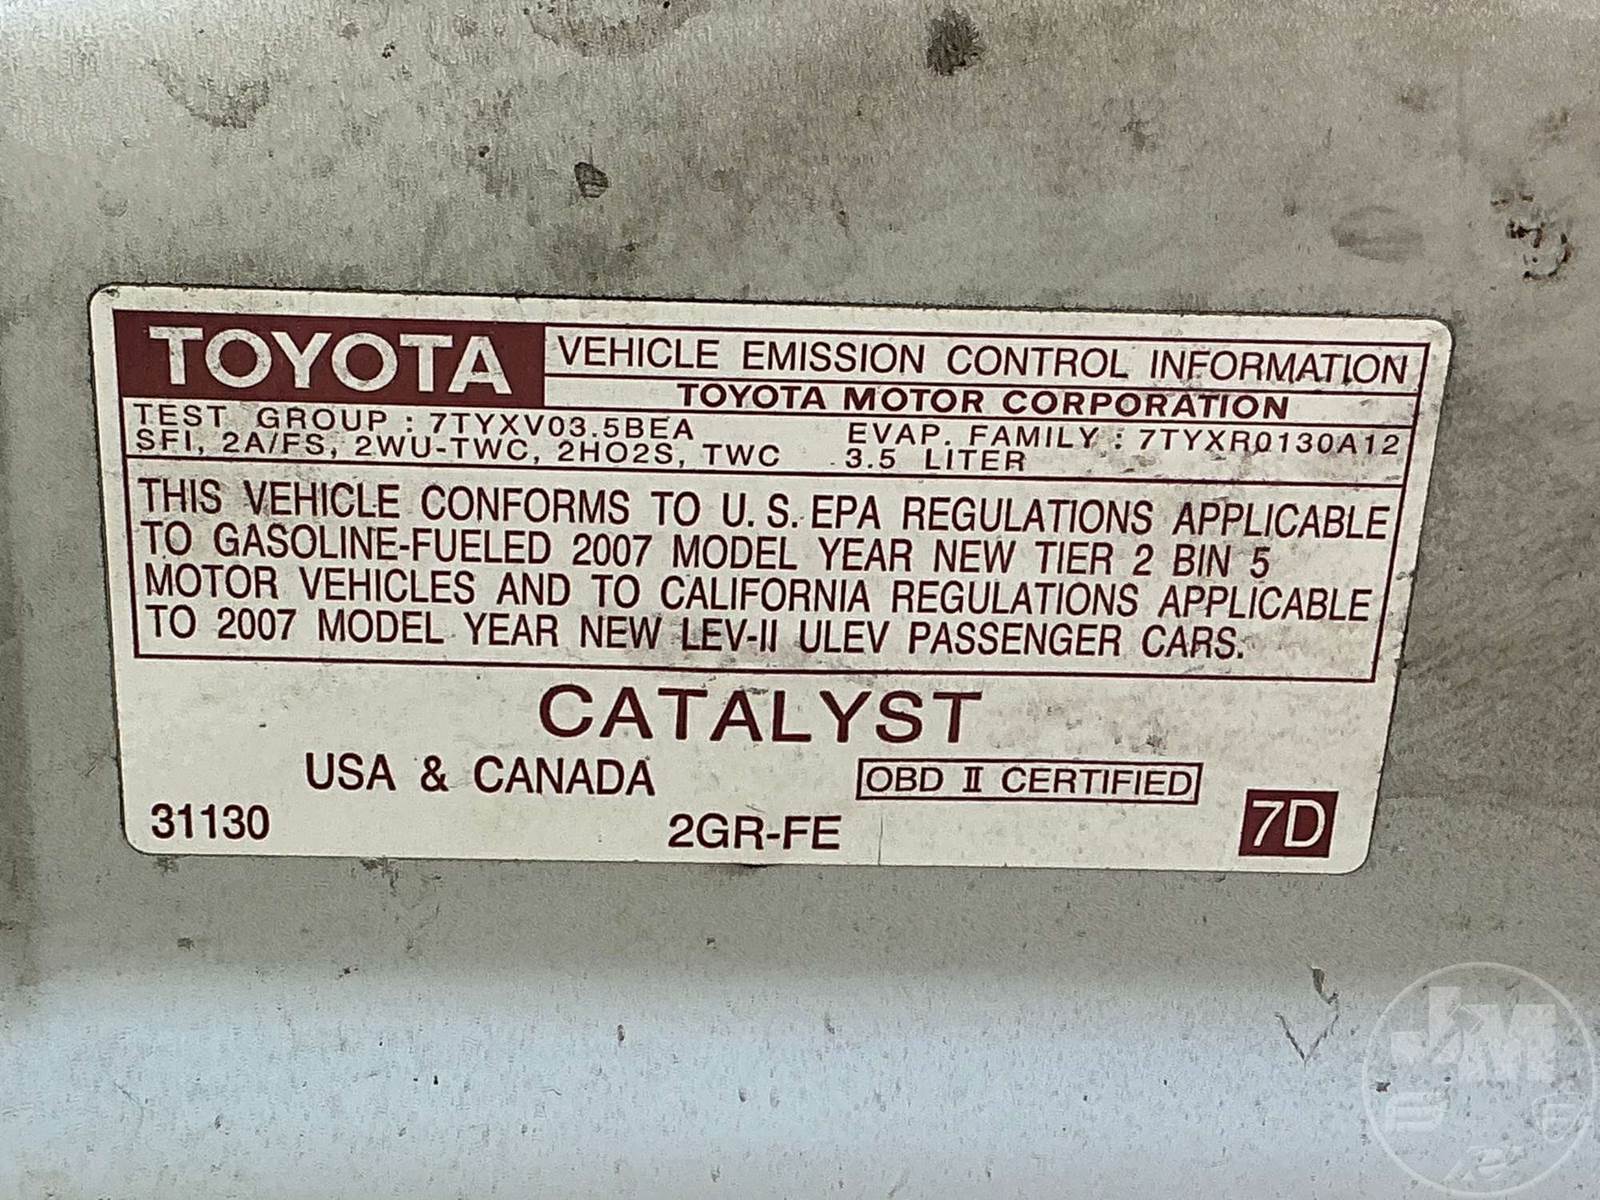 TOYOTA
VEHICLE EMISSION CONTROL INFORMATION
TOYOTA MOTOR CORPORATION
TEST GROUP : 7TYXV03.5BEA
EVAP. FAMILY : 7TYXR0130A12
SFI, 2A/FS, 2WU-TWC, 2HO2S, TWC
3.5 LITER
THIS VEHICLE CONFORMS TO U.S. EPA REGULATIONS APPLICABLE
TO GASOLINE-FUELED 2007 MODEL YEAR NEW TIER 2 BIN 5
MOTOR VEHICLES AND TO CALIFORNIA REGULATIONS APPLICABLE
TO 2007 MODEL YEAR NEW LEV-II ULEV PASSENGER CARS.
CATALYST
USA & CANADA
OBD II CERTIFIED
31130
2GR-FE
7D